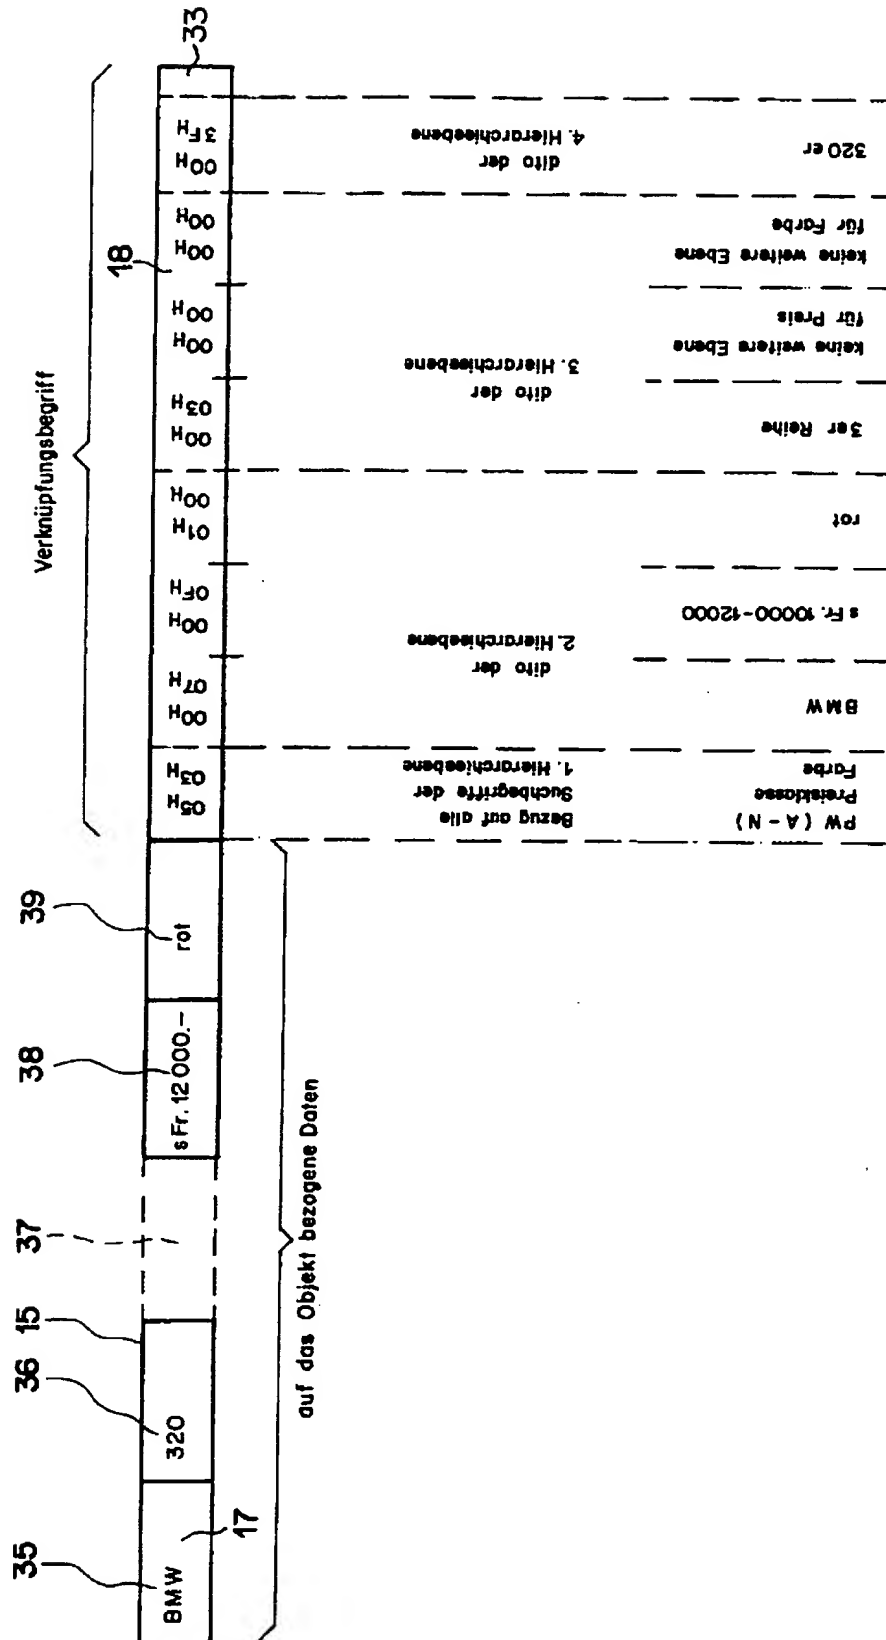 35
36
15
37
38
39
18
33
Verknüpfungsbegriff
BMW
320
s Fr. 12 000.–
rot
05H
03H
00H
07H
00H
0FH
01H
00H
00H
03H
00H
00H
00H
00H
00H
3FH
17
auf das Objekt bezogene Daten
Bezug auf alle
Suchbegriffe der
1. Hierarchieebene
dito der
2. Hierarchieebene
dito der
3. Hierarchieebene
dito der
4. Hierarchieebene
PW (A - N)
Preisklasse
Farbe
BMW
s Fr. 10000-12000
rot
3er Reihe
keine weitere Ebene
für Preis
keine weitere Ebene
für Farbe
320 er